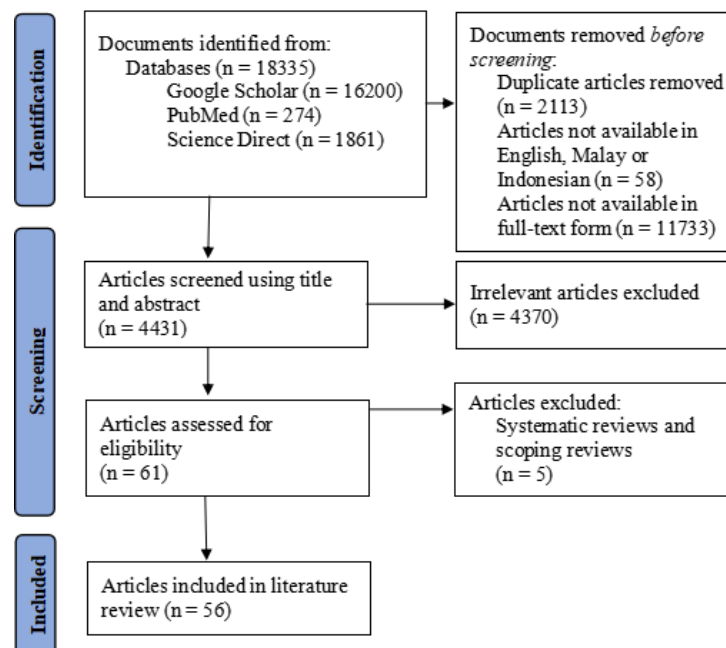 Identification
Documents identified from:
Databases (n = 18335)
Google Scholar (n = 16200)
PubMed (n = 274)
Science Direct (n = 1861)
Documents removed before
screening:
Duplicate articles removed
(n = 2113)
Articles not available in
English, Malay or
Indonesian (n = 58)
Articles not available in
full-text form (n = 11733)
Screening
Articles screened using title
and abstract
(n = 4431)
Irrelevant articles excluded
(n = 4370)
Articles assessed for
eligibility
(n = 61)
Articles excluded:
Systematic reviews and
scoping reviews
(n = 5)
Included
Articles included in literature
review (n = 56)